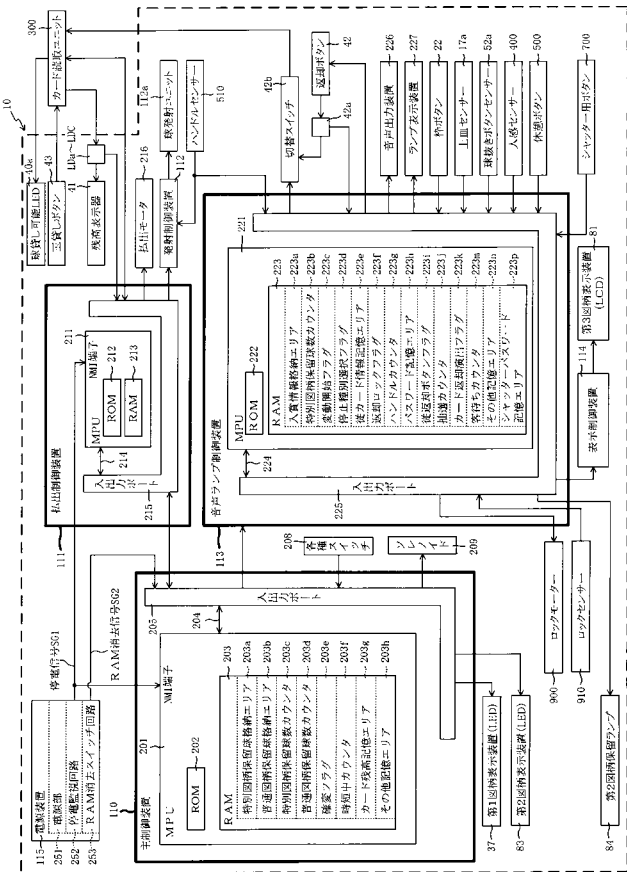 10
球貸し可能LED
40a
玉貸しボタン
43
残高表示器
41
LDa~LDC
カード読取ユニット
300
球発射ユニット
112a
ハンドルセンサー
510
払出モータ
216
発射制御装置
112
切替スイッチ
42b
返却ボタン
42
42a
音声出力装置
226
ランプ表示装置
227
枠ボタン
22
上皿センサー
17a
球抜きボタンセンサー
52a
人感センサー
400
休憩ボタン
500
シャッター用ボタン
700
払出制御装置
111
211
NMI端子
MPU
ROM
212
RAM
213
214
入出力ポート
215
音声ランプ制御装置
113
221
MPU
ROM
222
RAM
223
入賞情報格納エリア
223a
特別図柄保留球数カウンタ
223b
変動開始フラグ
223c
停止種別選択フラグ
223d
従カード情報記憶エリア
223e
返却ロックフラグ
223f
ハンドルカウンタ
223g
パスワード記憶エリア
223h
従返却ボタンフラグ
223i
抽選カウンタ
223j
カード返却演出フラグ
223k
客待ちカウンタ
223m
その他記憶エリア
223n
シャッターパスワード
記憶エリア
223p
224
入出力ポート
225
第3図柄表示装置
(LCD)
81
表示制御装置
114
停電信号SG1
RAM消去信号SG2
電源装置
115
電源部
251
停電監視回路
252
RAM消去スイッチ回路
253
主制御装置
110
201
NMI端子
MPU
ROM
202
RAM
203
特別図柄保留球格納エリア
203a
普通図柄保留球格納エリア
203b
特別図柄保留球数カウンタ
203c
普通図柄保留球数カウンタ
203d
確変フラグ
203e
時短中カウンタ
203f
カード残高記憶エリア
203g
その他記憶エリア
203h
204
入出力ポート
205
各種スイッチ
208
ソレノイド
209
ロックモーター
900
ロックセンサー
910
第1図柄表示装置(LED)
37
第2図柄表示装置(LED)
83
第2図柄保留ランプ
84